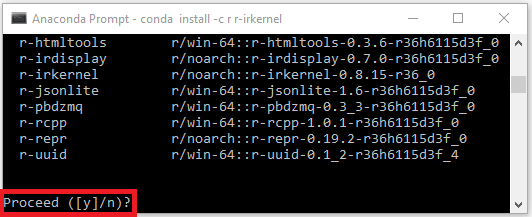 Anaconda Prompt - conda install -c r r-irkernel
r-htmltools r/win-64::r-htmltools-0.3.6-r36h6115d3f_0
r-irdisplay r/noarch::r-irdisplay-0.7.0-r36h6115d3f_0
r-irkernel r/noarch::r-irkernel-0.8.15-r36_0
r-jsonlite r/win-64::r-jsonlite-1.6-r36h6115d3f_0
r-pbdzmq r/win-64::r-pbdzmq-0.3_3-r36h6115d3f_0
r-rcpp r/win-64::r-rcpp-1.0.1-r36h6115d3f_0
r-repr r/noarch::r-repr-0.19.2-r36h6115d3f_0
r-uuid r/win-64::r-uuid-0.1_2-r36h6115d3f_4
Proceed ([y]/n)?